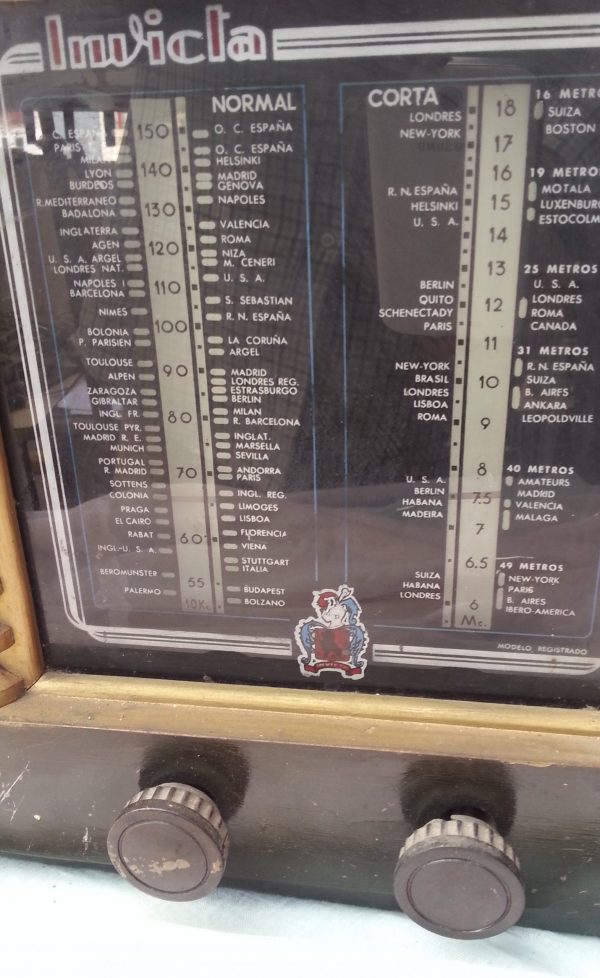 Invicta
NORMAL
C. ESPAÑA
PARIS
MILAN
LYON
BURDEOS
R. MEDITERRANEO
BADALONA
INGLATERRA
AGEN
U. S. A. ARGEL
LONDRES NAT.
NAPOLES I
BARCELONA
NIMES
BOLONIA
P. PARISIEN
TOULOUSE
ALPEN
ZARAGOZA
GIBRALTAR
INGL. FR.
TOULOUSE PYR.
MADRID R. E.
MUNICH
PORTUGAL
R. MADRID
SOTTENS
COLONIA
PRAGA
EL CAIRO
RABAT
INGL.-U. S. A.
BEROMUNSTER
PALERMO
150
140
130
120
110
100
90
80
70
60
55
10Kc.
O. C. ESPAÑA
O. C. ESPAÑA
HELSINKI
MADRID
GENOVA
NAPOLES
VALENCIA
ROMA
NIZA
M. CENERI
U. S. A.
S. SEBASTIAN
R. N. ESPAÑA
LA CORUÑA
ARGEL
MADRID
LONDRES REG.
ESTRASBURGO
BERLIN
MILAN
R. BARCELONA
INGLAT.
MARSELLA
SEVILLA
ANDORRA
PARIS
INGL. REG.
LIMOGES
LISBOA
FLORENCIA
VIENA
STUTTGART
ITALIA
BUDAPEST
BOLZANO
CORTA
LONDRES
NEW-YORK
R. N. ESPAÑA
HELSINKI
U. S. A.
BERLIN
QUITO
SCHENECTADY
PARIS
NEW-YORK
BRASIL
LONDRES
LISBOA
ROMA
U. S. A.
BERLIN
HABANA
MADEIRA
SUIZA
HABANA
LONDRES
18
17
16
15
14
13
12
11
10
9
8
7.5
7
6.5
6
Mc.
16 METRO
SUIZA
BOSTON
19 METROS
MOTALA
LUXENBURG
ESTOCOLM
25 METROS
U. S. A.
LONDRES
ROMA
CANADA
31 METROS
R. N. ESPAÑA
SUIZA
B. AIRES
ANKARA
LEOPOLDVILLE
40 METROS
AMATEURS
MADRID
VALENCIA
MALAGA
49 METROS
NEW-YORK
PARIS
B. AIRES
IBERO-AMERICA
INVICTA
MODELO REGISTRADO